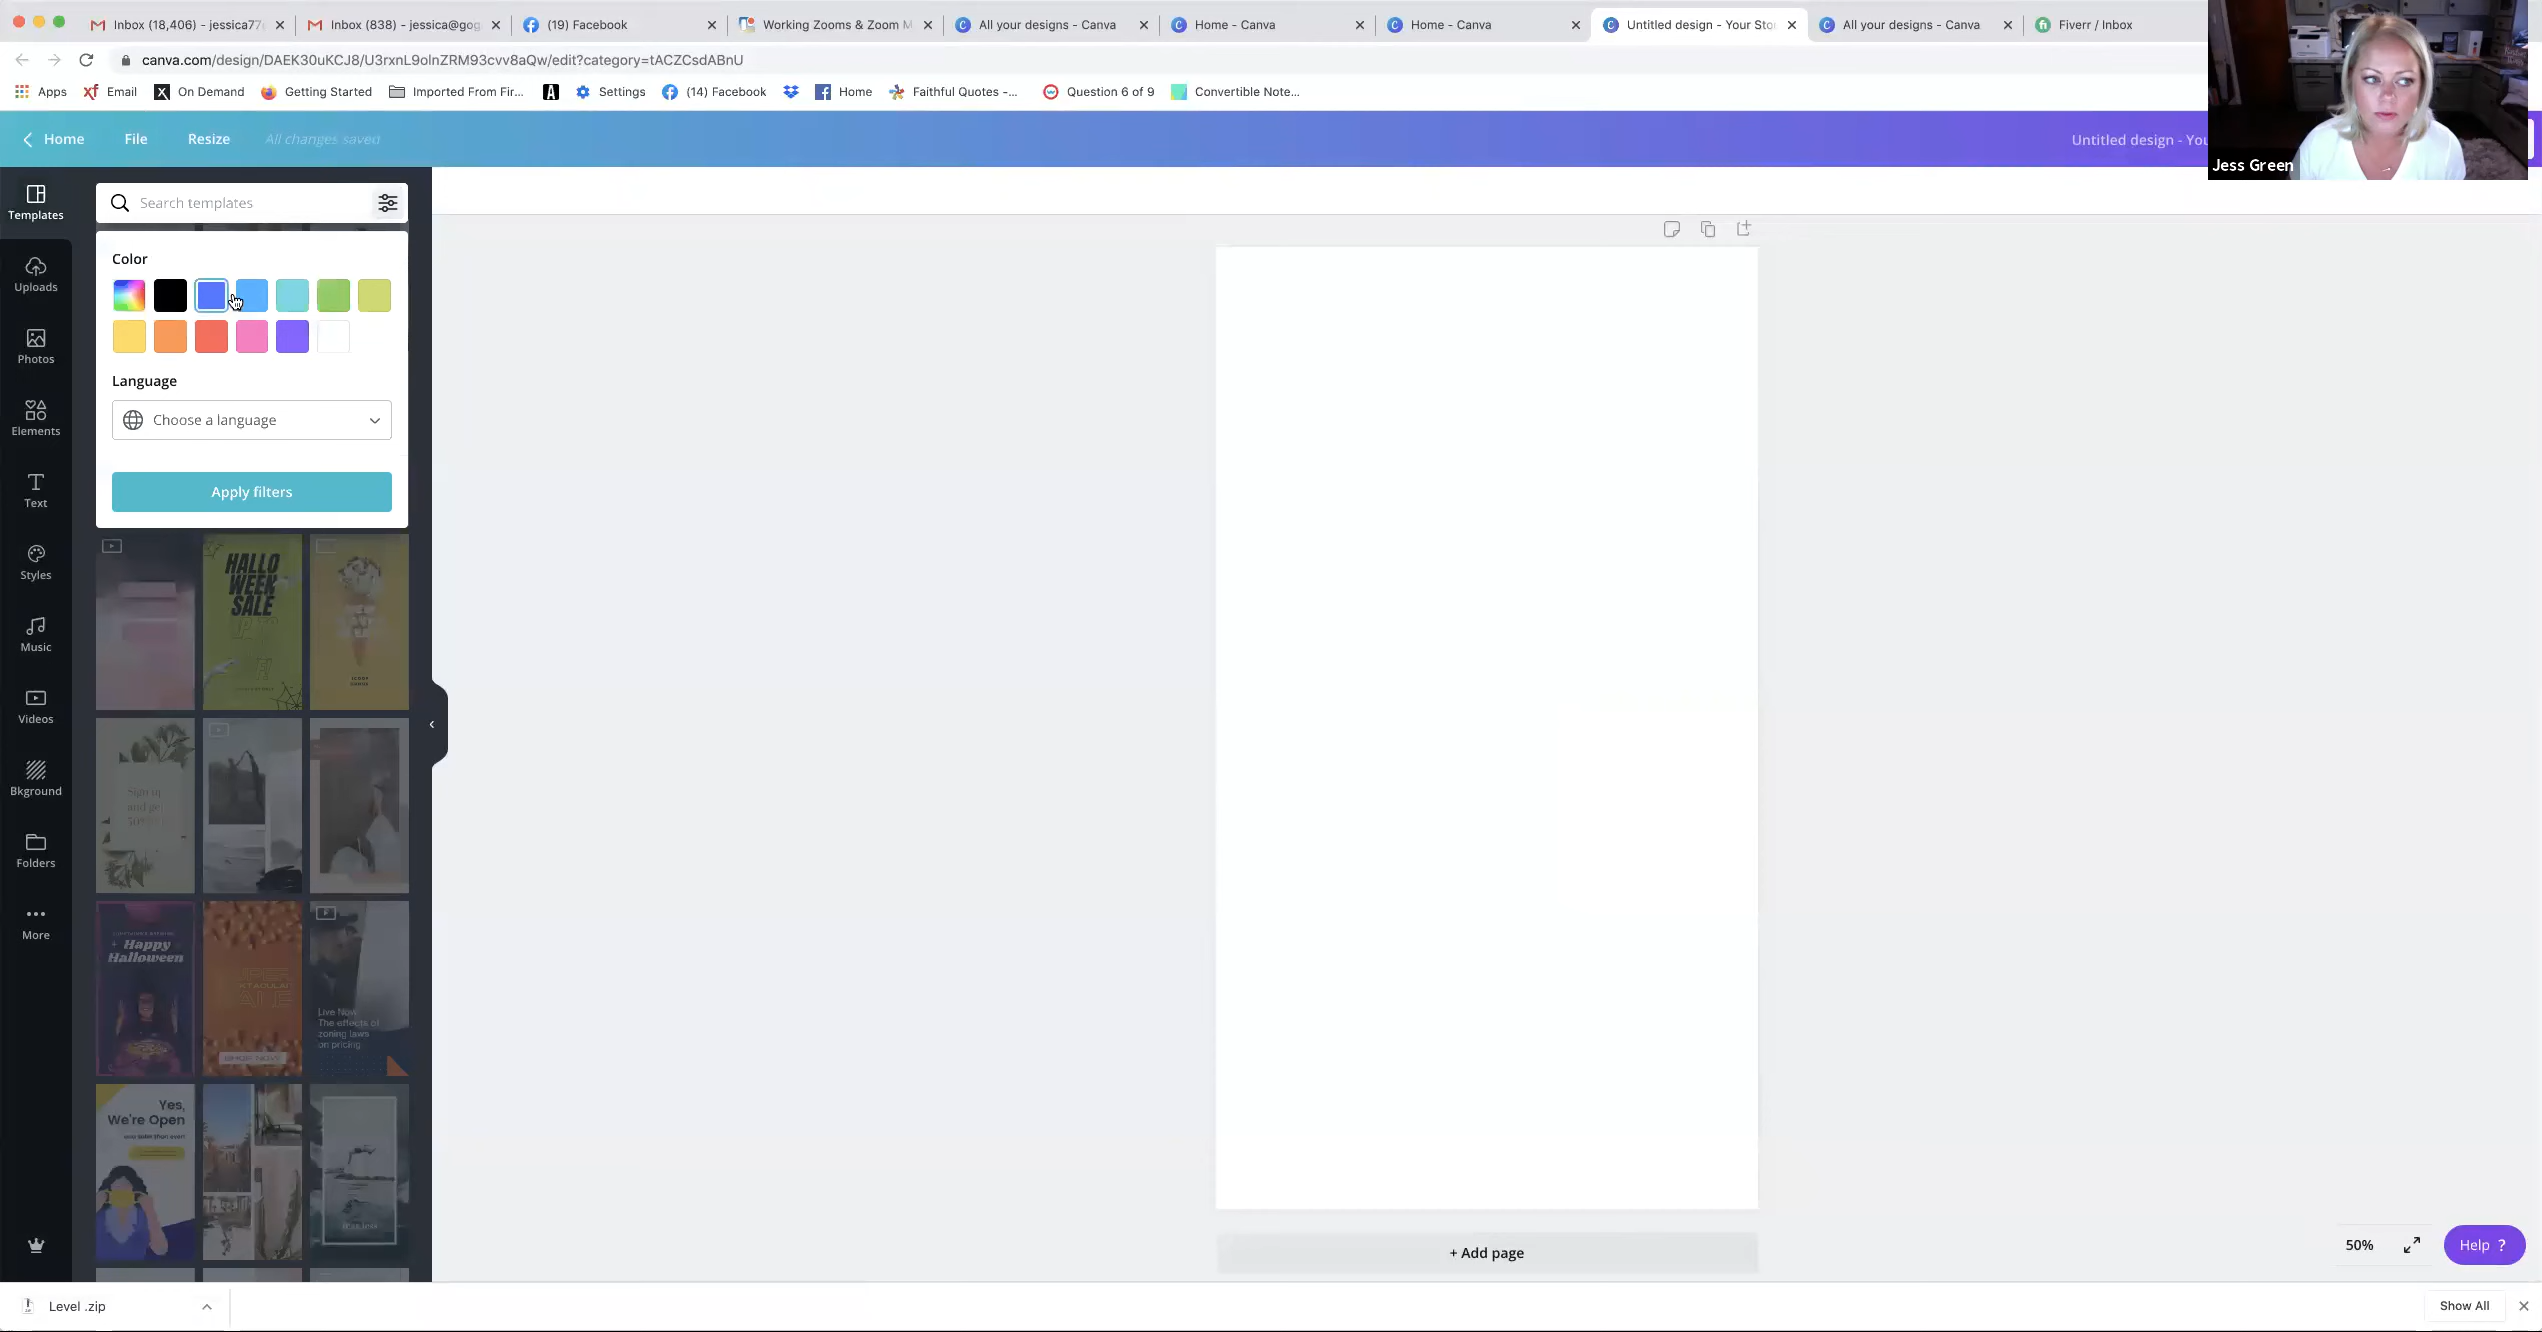 Inbox (18,406) - jessica77
Inbox (838) - jessica@gog
(19) Facebook
Working Zooms & Zoom M
All your designs - Canva
Home - Canva
Home - Canva
Untitled design - Your Sto
All your designs - Canva
Fiverr / Inbox
canva.com/design/DAEK30uKCJ8/U3rxnL9olnZRM93cvv8aQw/edit?category=tACZCsdABnU
Apps
Email
On Demand
Getting Started
Imported From Fir...
Settings
(14) Facebook
Home
Faithful Quotes -...
Question 6 of 9
Convertible Note...
Home
File
Resize
All changes saved
Untitled design - You
Jess Green
Templates
Uploads
Photos
Elements
Text
Styles
Music
Videos
Bkground
Folders
More
Search templates
Color
Language
Choose a language
Apply filters
HALLO
WEEN
SALE
Sign up
and get
Happy
Halloween
SHOP NOW
Live Now
The effects of
zoning laws
on pricing
Yes,
We're Open
+ Add page
50%
Help ?
Level .zip
Show All